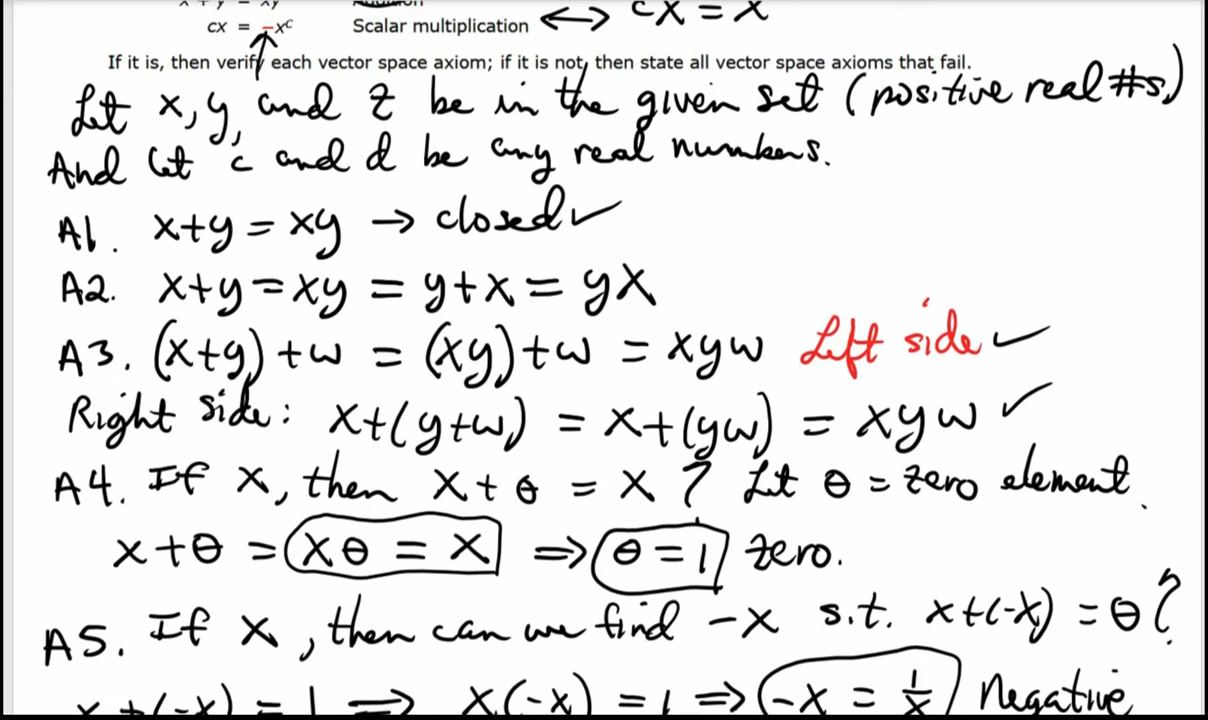 x + y = xy
cx = x^c Scalar multiplication ⟷ cx = x
If it is, then verify each vector space axiom; if it is not, then state all vector space axioms that fail.
Let x, y, and z be in the given set (positive real #s)
And let c and d be any real numbers.
A1. x+y = xy → closed ✓
A2. x+y = xy = y+x = yx
A3. (x+y)+w = (xy)+w = xyw Left side ✓
Right side: x+(y+w) = x+(yw) = xyw ✓
A4. If x, then x+θ = x ? Let θ = zero element.
x+θ = xθ = x ⟹ θ = 1 zero.
A5. If x, then can we find -x s.t. x+(-x) = θ ?
x+(-x) = 1 ⟹ x(-x) = 1 ⟹ -x = 1/x Negative